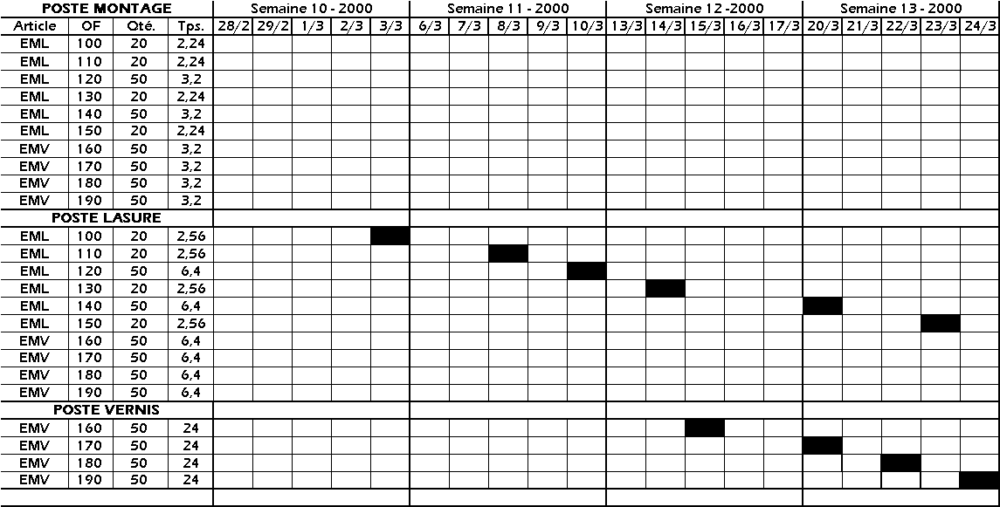 POSTE MONTAGE Semaine 10 - 2000 Semaine 11 - 2000 Semaine 12 -2000 Semaine 13 - 2000
Article OF Qté. Tps. 28/2 29/2 1/3 2/3 3/3 6/3 7/3 8/3 9/3 10/3 13/3 14/3 15/3 16/3 17/3 20/3 21/3 22/3 23/3 24/3
EML 100 20 2,24
EML 110 20 2,24
EML 120 50 3,2
EML 130 20 2,24
EML 140 50 3,2
EML 150 20 2,24
EMV 160 50 3,2
EMV 170 50 3,2
EMV 180 50 3,2
EMV 190 50 3,2
POSTE LASURE
EML 100 20 2,56
EML 110 20 2,56
EML 120 50 6,4
EML 130 20 2,56
EML 140 50 6,4
EML 150 20 2,56
EMV 160 50 6,4
EMV 170 50 6,4
EMV 180 50 6,4
EMV 190 50 6,4
POSTE VERNIS
EMV 160 50 24
EMV 170 50 24
EMV 180 50 24
EMV 190 50 24